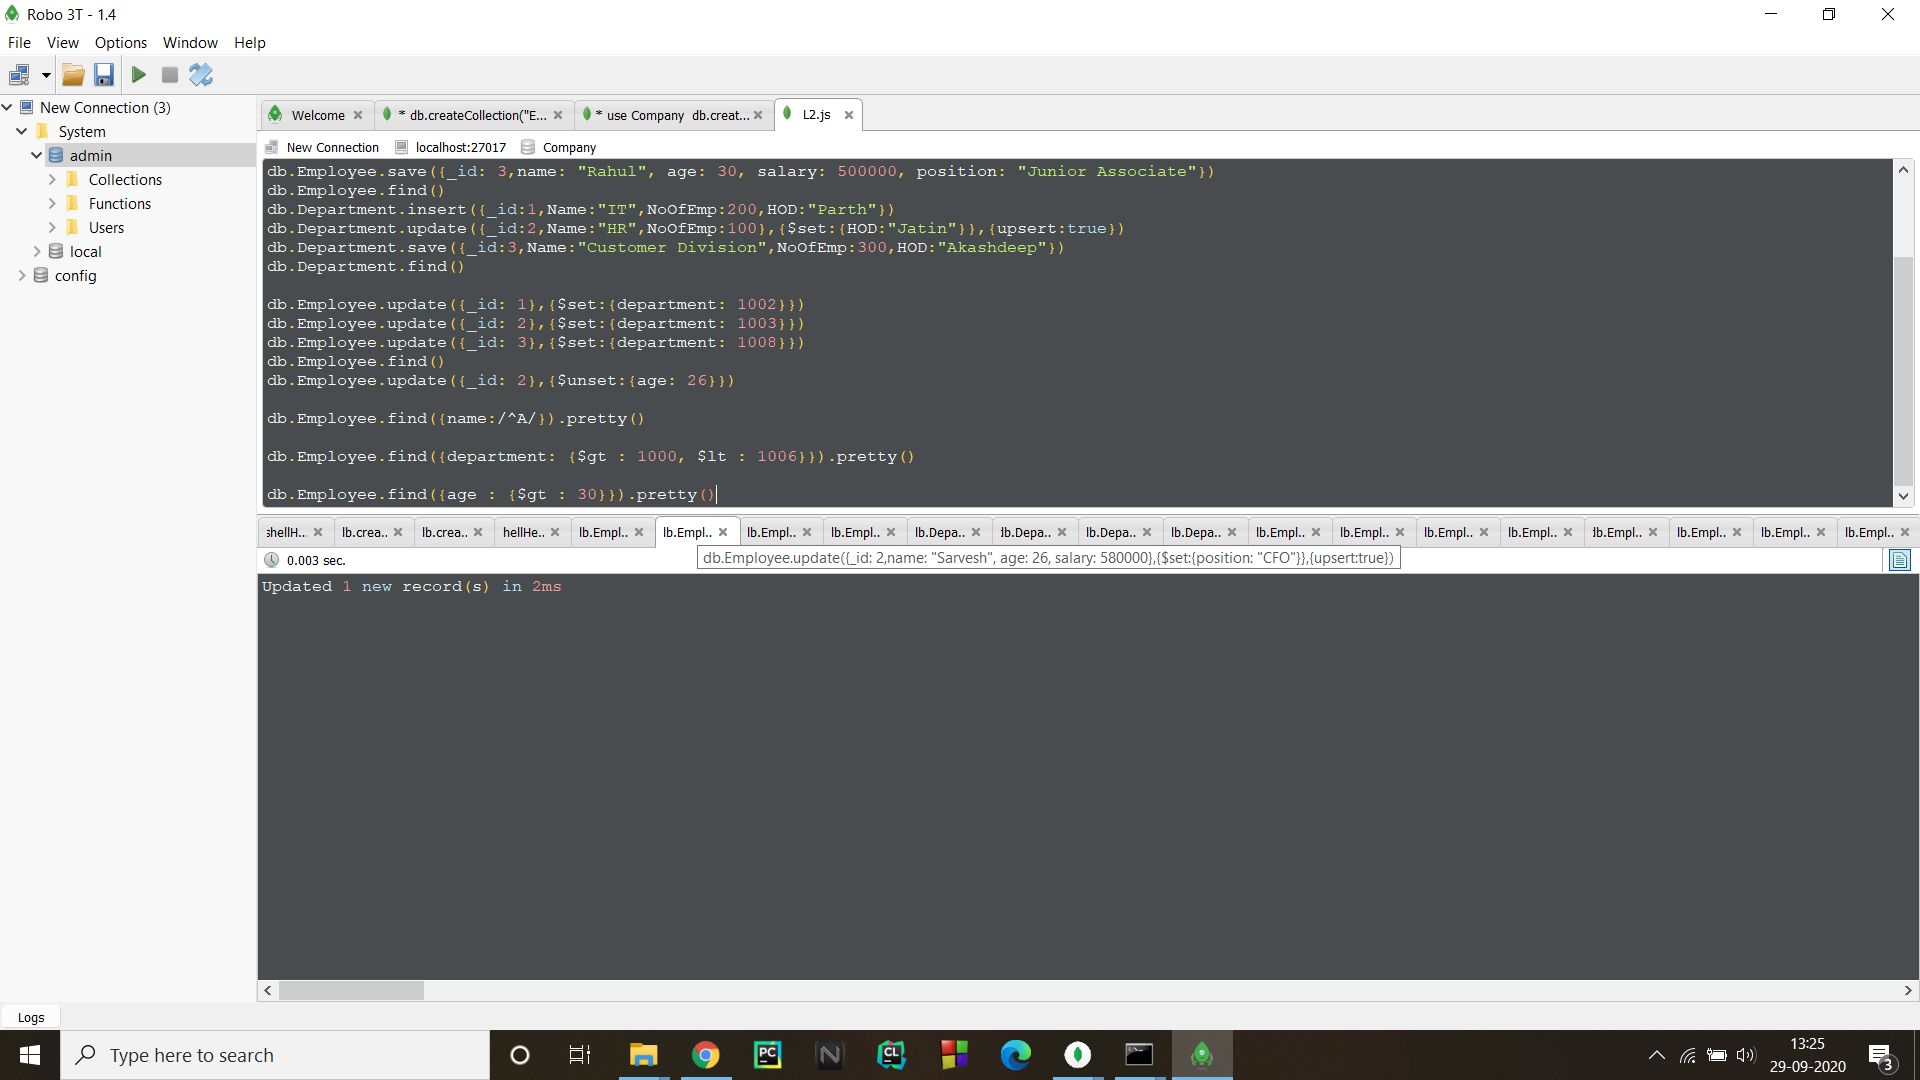 Robo 3T - 1.4
File View Options Window Help
New Connection (3)
System
admin
Collections
Functions
Users
local
config
Welcome
* db.createCollection("E...
* use Company db.creat...
L2.js
New Connection localhost:27017 Company
db.Employee.save({_id: 3,name: "Rahul", age: 30, salary: 500000, position: "Junior Associate"})
db.Employee.find()
db.Department.insert({_id:1,Name:"IT",NoOfEmp:200,HOD:"Parth"})
db.Department.update({_id:2,Name:"HR",NoOfEmp:100},{$set:{HOD:"Jatin"}},{upsert:true})
db.Department.save({_id:3,Name:"Customer Division",NoOfEmp:300,HOD:"Akashdeep"})
db.Department.find()
db.Employee.update({_id: 1},{$set:{department: 1002}})
db.Employee.update({_id: 2},{$set:{department: 1003}})
db.Employee.update({_id: 3},{$set:{department: 1008}})
db.Employee.find()
db.Employee.update({_id: 2},{$unset:{age: 26}})
db.Employee.find({name:/^A/}).pretty()
db.Employee.find({department: {$gt : 1000, $lt : 1006}}).pretty()
db.Employee.find({age : {$gt : 30}}).pretty()
shellH... lb.crea.. lb.crea.. hellHe.. lb.Empl.. lb.Empl.. lb.Empl.. lb.Empl.. lb.Depa.. lb.Depa.. lb.Depa.. lb.Depa.. lb.Empl.. lb.Empl.. lb.Empl.. lb.Empl.. lb.Empl.. lb.Empl.. lb.Empl.. lb.Empl..
0.003 sec.
db.Employee.update({_id: 2,name: "Sarvesh", age: 26, salary: 580000},{$set:{position: "CFO"}},{upsert:true})
Updated 1 new record(s) in 2ms
Logs
Type here to search
PC
N
CL
13:25
29-09-2020
3